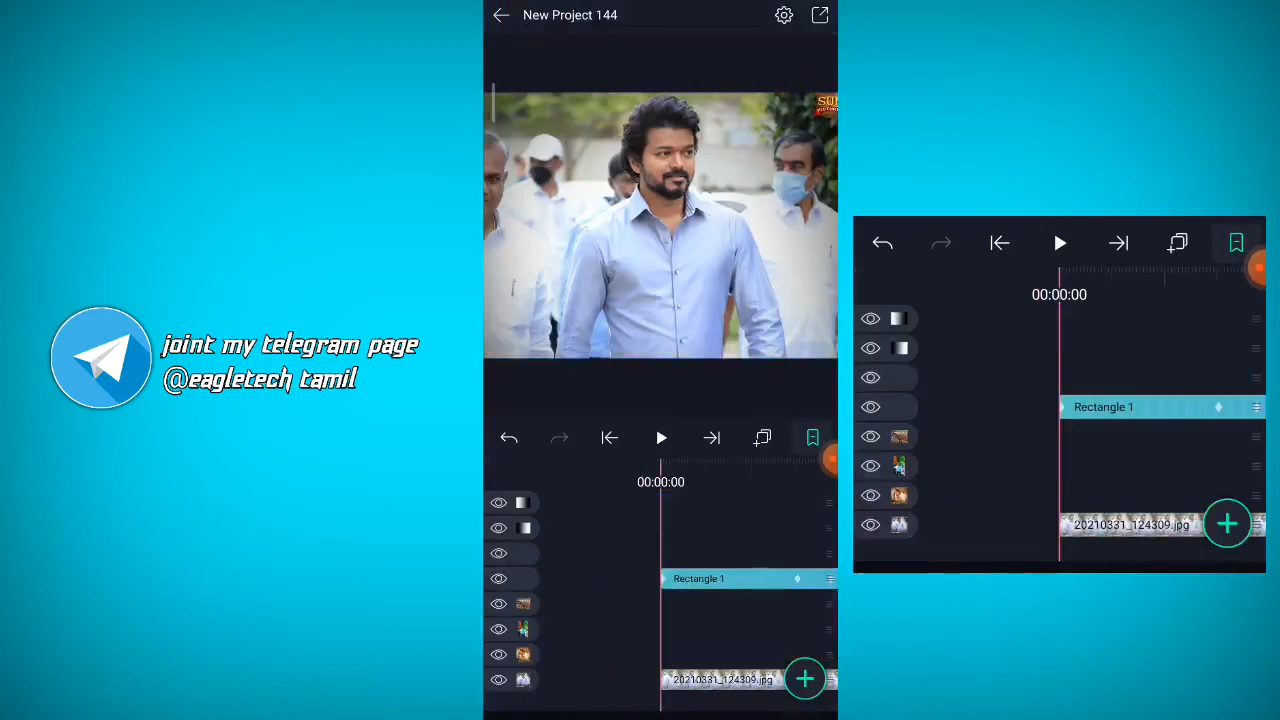 New Project 144
SUN
joint my telegram page
@eagletech tamil
00:00:00
Rectangle 1
20210331_124309.jpg
00:00:00
Rectangle 1
20210331_124309.jpg